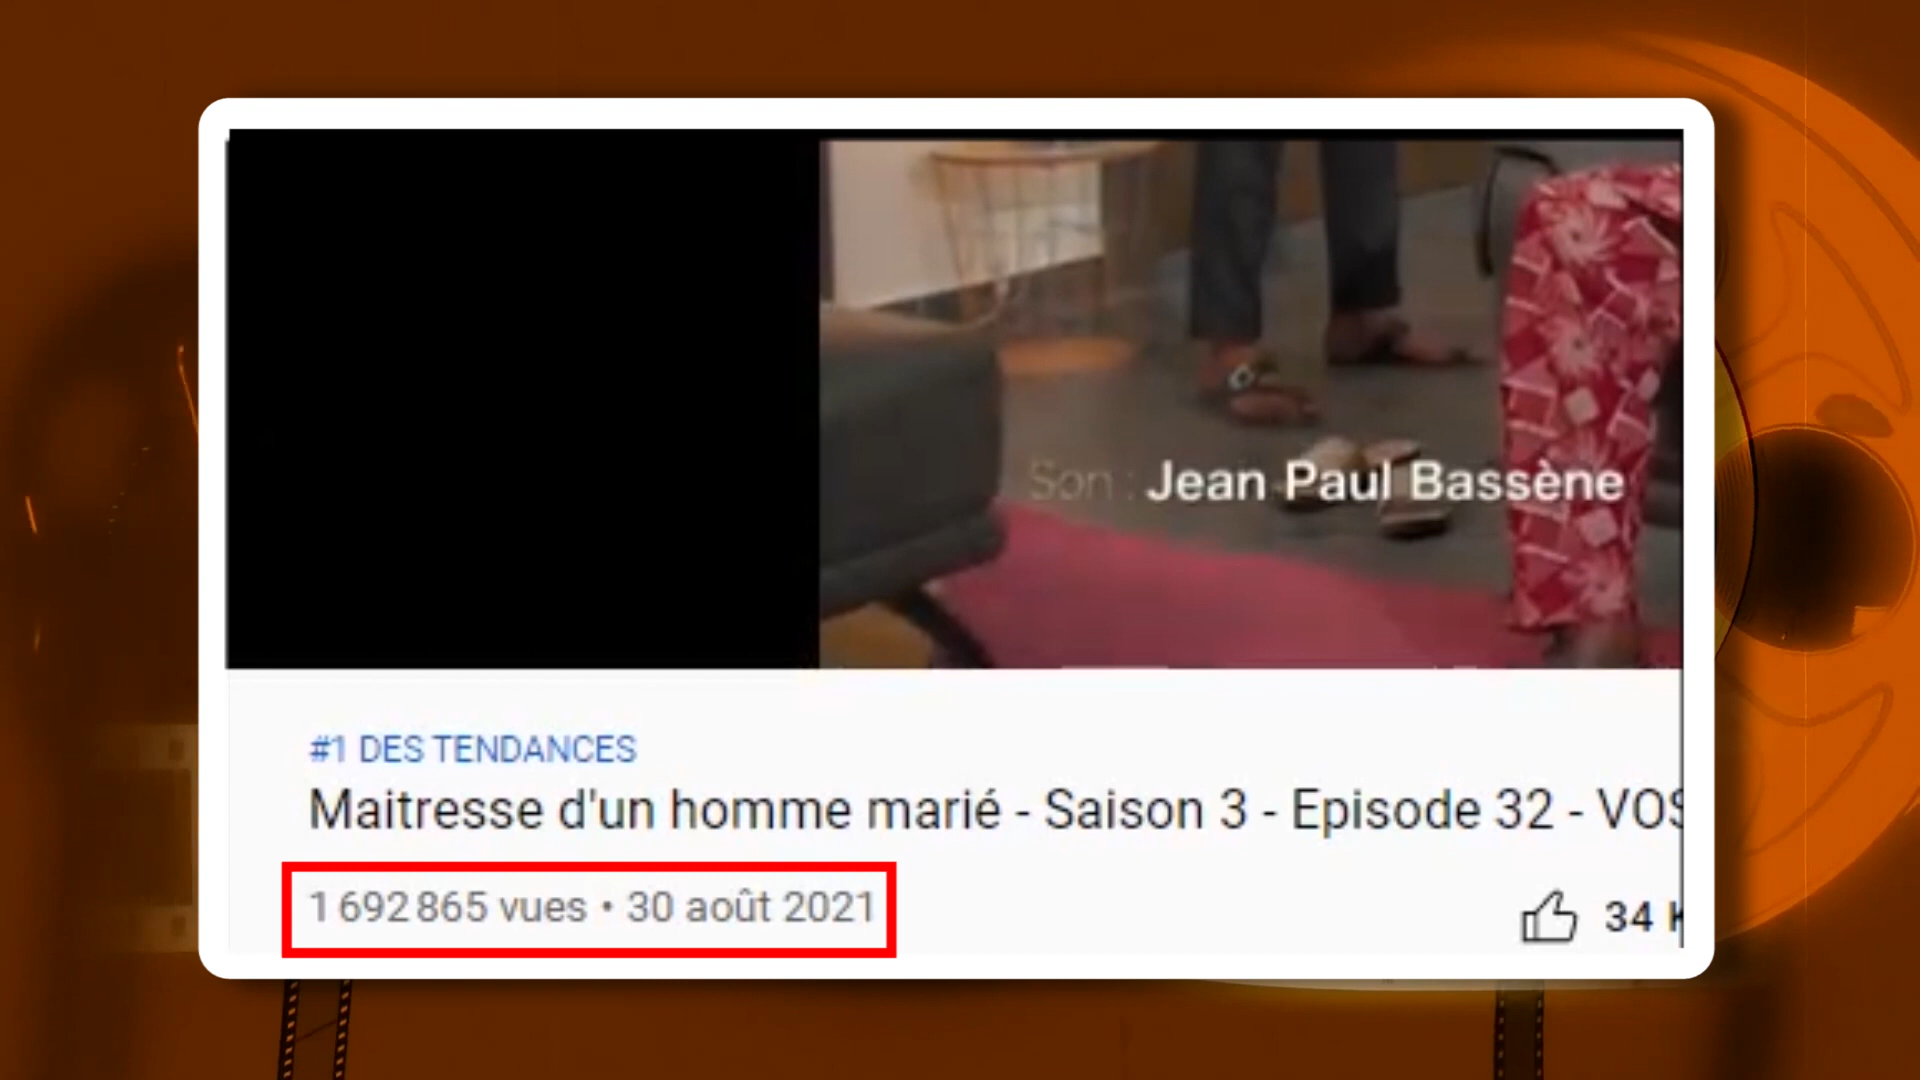 Son : Jean Paul Bassène
#1 DES TENDANCES
Maitresse d'un homme marié - Saison 3 - Episode 32 - VOS
1 692 865 vues • 30 août 2021
34 K